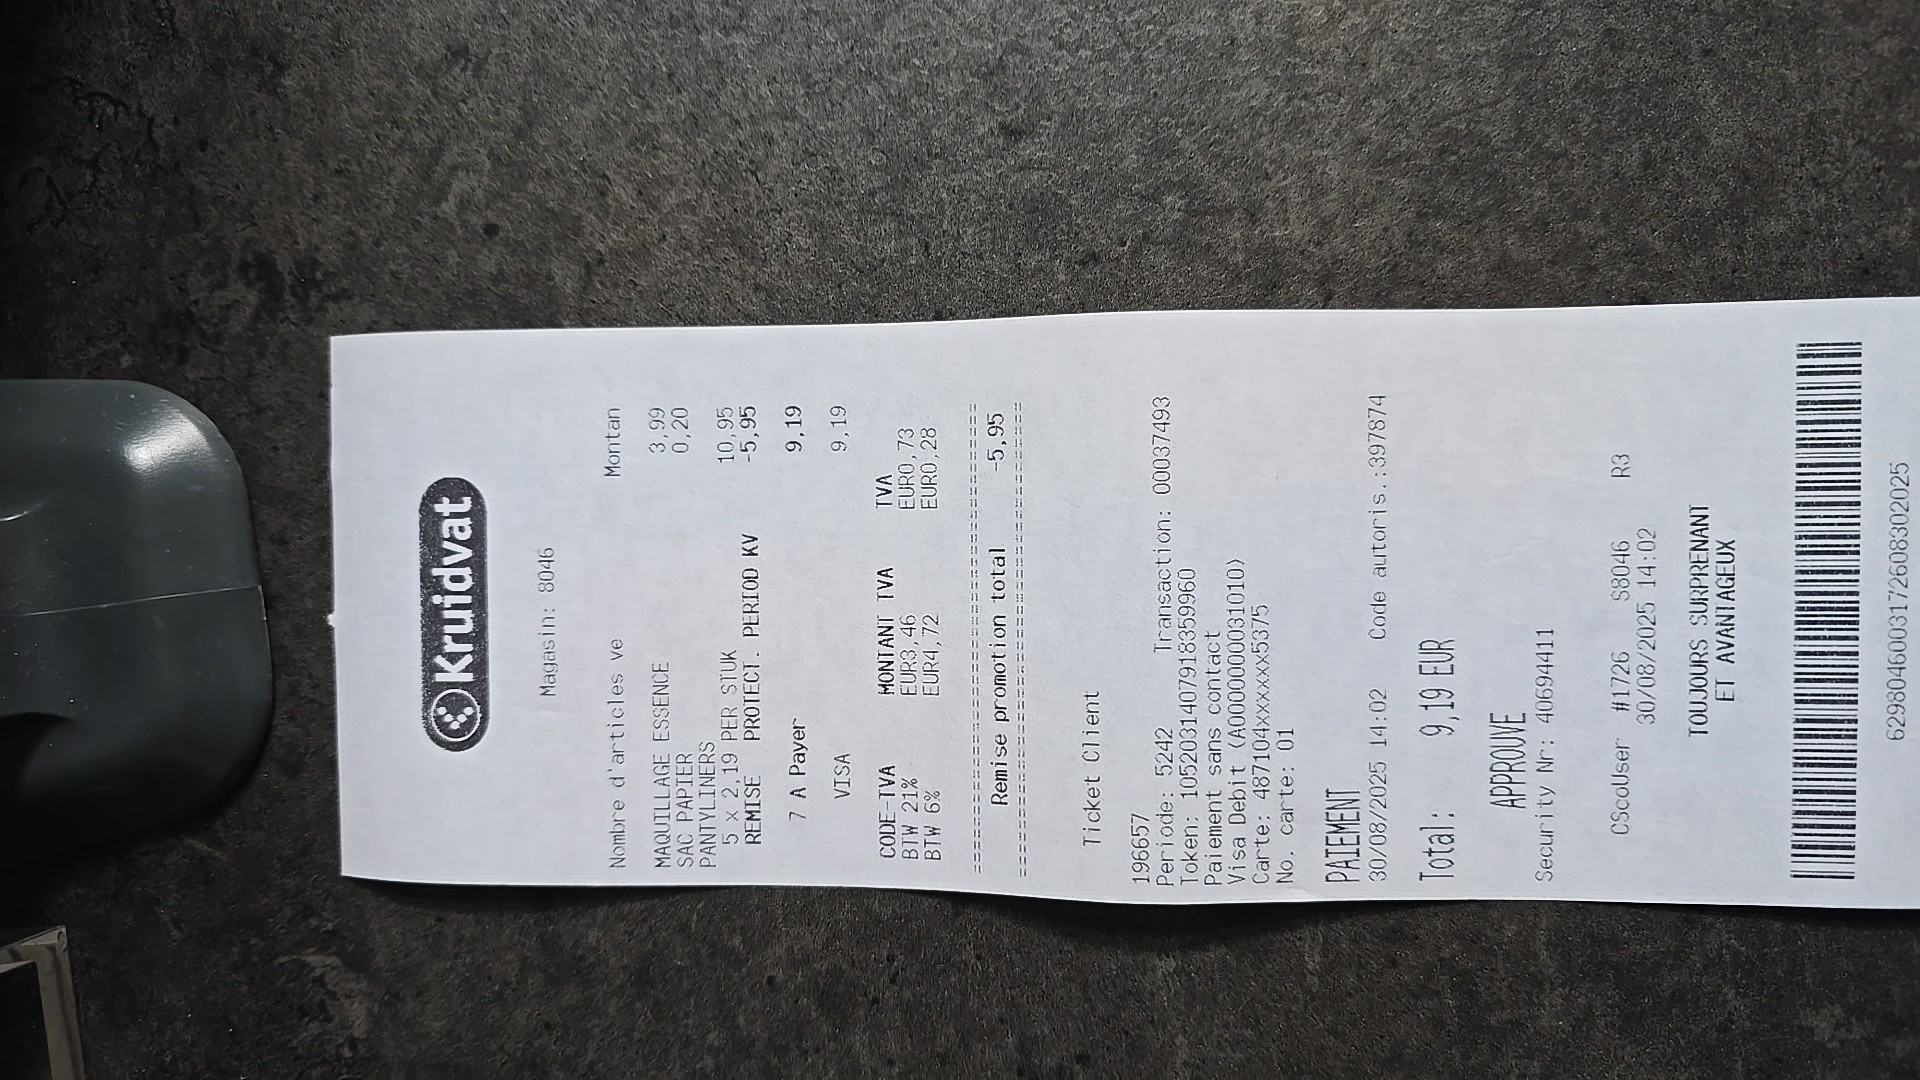 Kruidvat
Magasin: 8046
Nombre d'articles ve Montan
MAQUILLAGE ESSENCE 3,99
SAC PAPIER 0,20
PANTYLINERS
5 x 2,19 PER STUK 10,95
REMISE PROTECT. PERIOD KV -5,95
7 A Payer 9,19
VISA 9,19
CODE-TVA MONTANT TVA TVA
BTW 21% EUR3,46 EUR0,73
BTW 6% EUR4,72 EUR0,28
Remise promotion total -5,95
Ticket Client
196657
Periode: 5242 Transaction: 00037493
Token: 1052031407918359960
Paiement sans contact
Visa Debit (A0000000031010)
Carte: 487104xxxxxx5375
No. carte: 01
PAIEMENT
30/08/2025 14:02 Code autoris.:397874
Total: 9,19 EUR
APPROUVE
Security Nr: 40694411
CScoUser #1726 S8046 R3
30/08/2025 14:02
TOUJOURS SURPRENANT
ET AVANTAGEUX
62980460031726083020­25